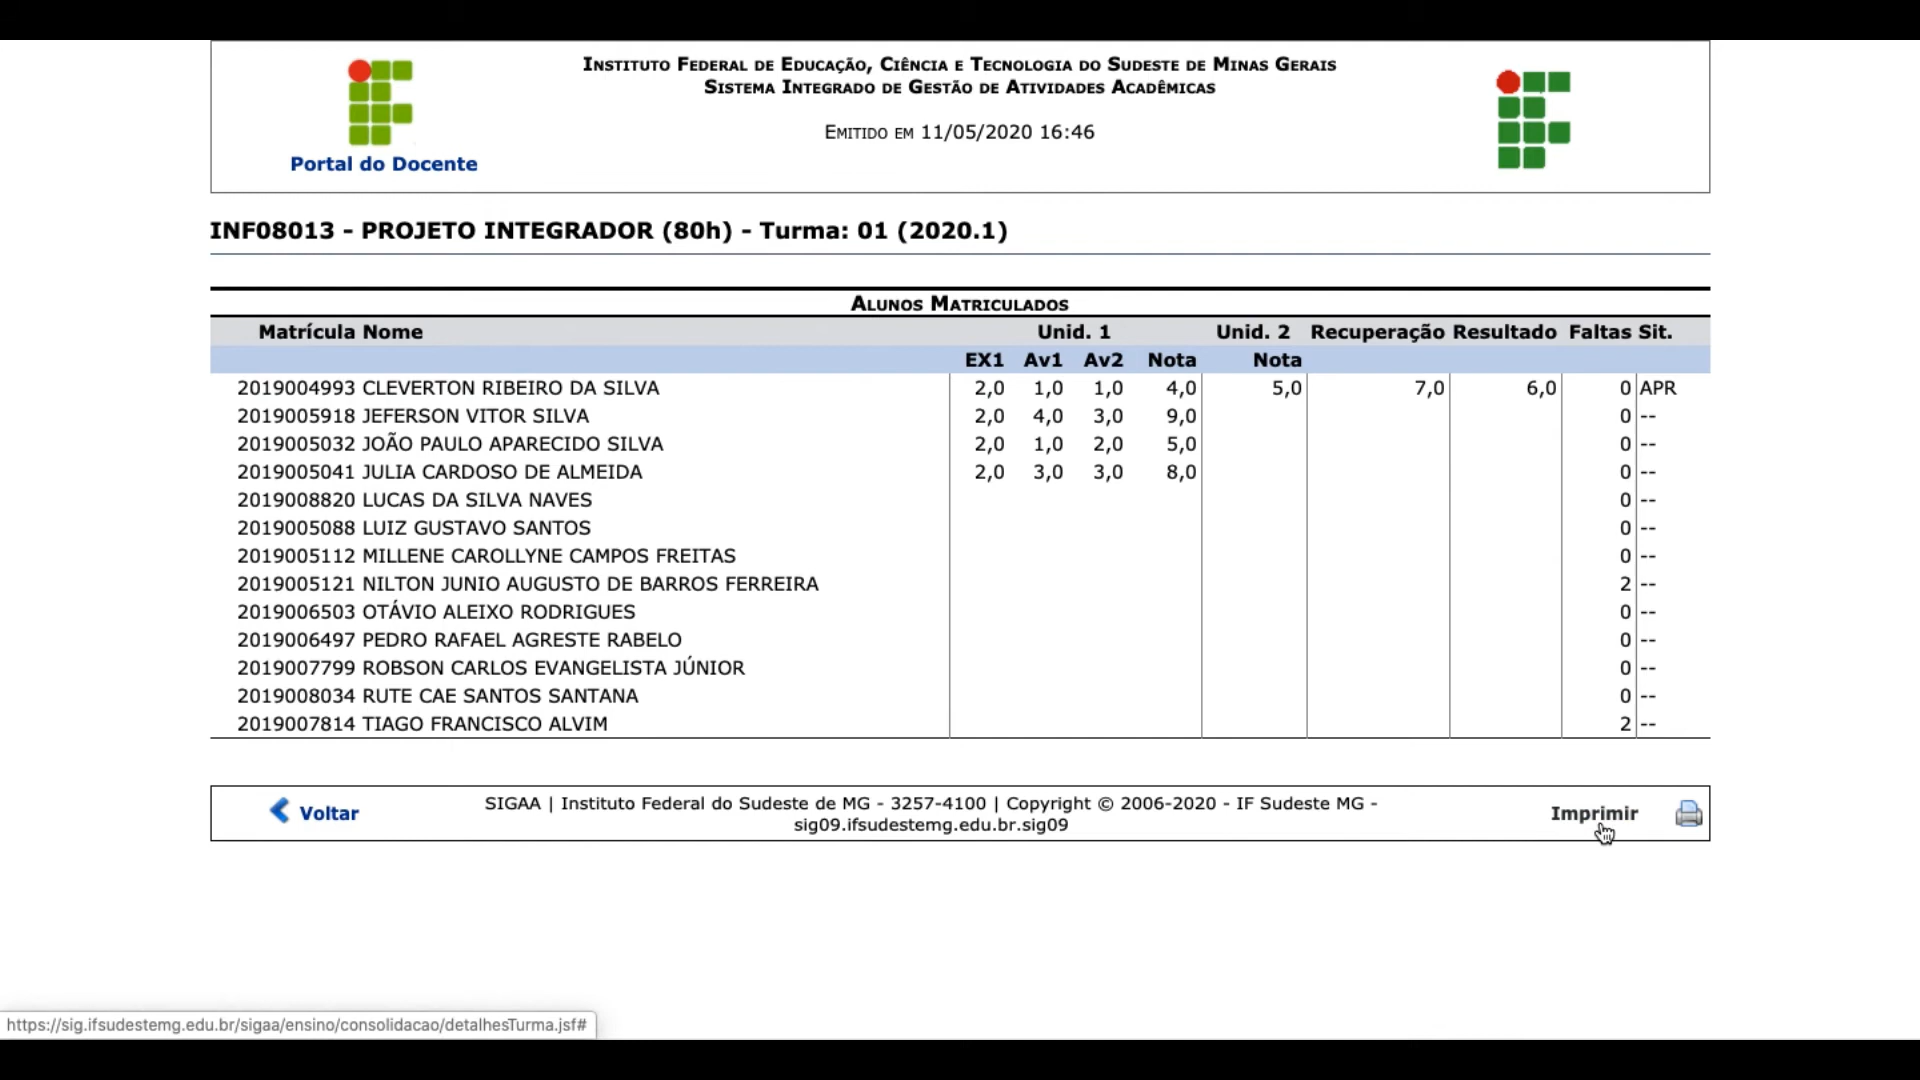 INSTITUTO FEDERAL DE EDUCAÇÃO, CIÊNCIA E TECNOLOGIA DO SUDESTE DE MINAS GERAIS
SISTEMA INTEGRADO DE GESTÃO DE ATIVIDADES ACADÊMICAS
EMITIDO EM 11/05/2020 16:46
Portal do Docente
INF08013 - PROJETO INTEGRADOR (80h) - Turma: 01 (2020.1)
ALUNOS MATRICULADOS
Matrícula Nome Unid. 1 Unid. 2 Recuperação Resultado Faltas Sit.
EX1 Av1 Av2 Nota Nota
2019004993 CLEVERTON RIBEIRO DA SILVA 2,0 1,0 1,0 4,0 5,0 7,0 6,0 0 APR
2019005918 JEFERSON VITOR SILVA 2,0 4,0 3,0 9,0 0 --
2019005032 JOÃO PAULO APARECIDO SILVA 2,0 1,0 2,0 5,0 0 --
2019005041 JULIA CARDOSO DE ALMEIDA 2,0 3,0 3,0 8,0 0 --
2019008820 LUCAS DA SILVA NAVES 0 --
2019005088 LUIZ GUSTAVO SANTOS 0 --
2019005112 MILLENE CAROLLYNE CAMPOS FREITAS 0 --
2019005121 NILTON JUNIO AUGUSTO DE BARROS FERREIRA 2 --
2019006503 OTÁVIO ALEIXO RODRIGUES 0 --
2019006497 PEDRO RAFAEL AGRESTE RABELO 0 --
2019007799 ROBSON CARLOS EVANGELISTA JÚNIOR 0 --
2019008034 RUTE CAE SANTOS SANTANA 0 --
2019007814 TIAGO FRANCISCO ALVIM 2 --
Voltar
SIGAA | Instituto Federal do Sudeste de MG - 3257-4100 | Copyright © 2006-2020 - IF Sudeste MG -
sig09.ifsudestemg.edu.br.sig09
Imprimir
https://sig.ifsudestemg.edu.br/sigaa/ensino/consolidacao/detalhesTurma.jsf#